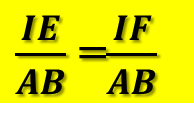 IE/AB = IF/AB